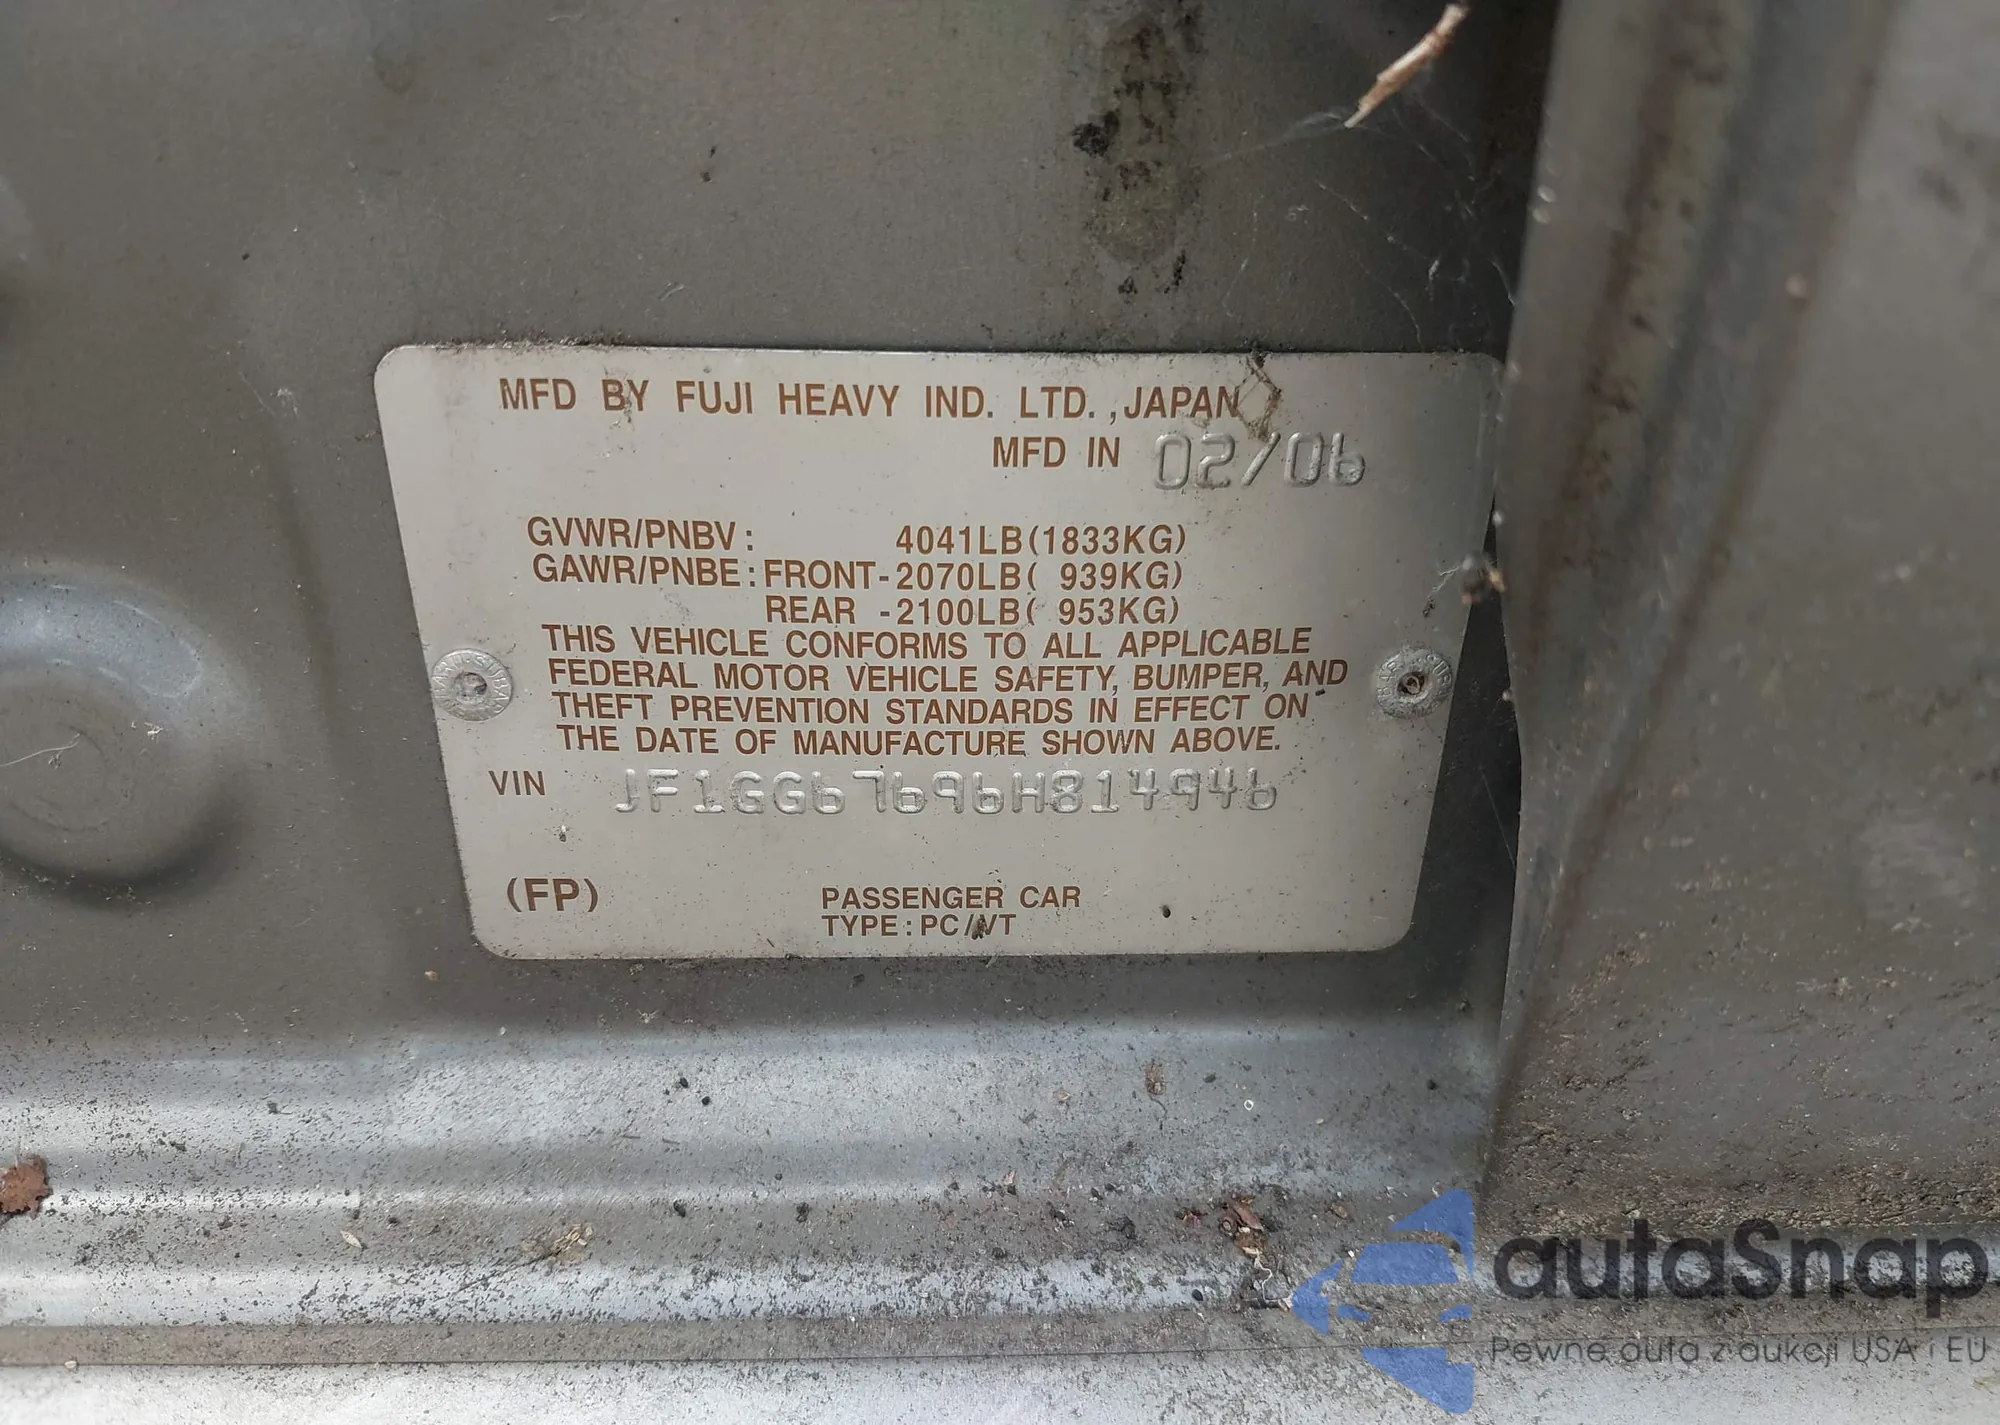 MFD BY FUJI HEAVY IND. LTD.,JAPAN
MFD IN 02/06
GVWR/PNBV: 4041LB(1833KG)
GAWR/PNBE:FRONT-2070LB( 939KG)
REAR -2100LB( 953KG)
THIS VEHICLE CONFORMS TO ALL APPLICABLE
FEDERAL MOTOR VEHICLE SAFETY, BUMPER, AND
THEFT PREVENTION STANDARDS IN EFFECT ON
THE DATE OF MANUFACTURE SHOWN ABOVE.
VIN JF1GG67696H814946
(FP) PASSENGER CAR
TYPE:PC/VT
autaSnap
Pewne auta z aukcji USA i EU